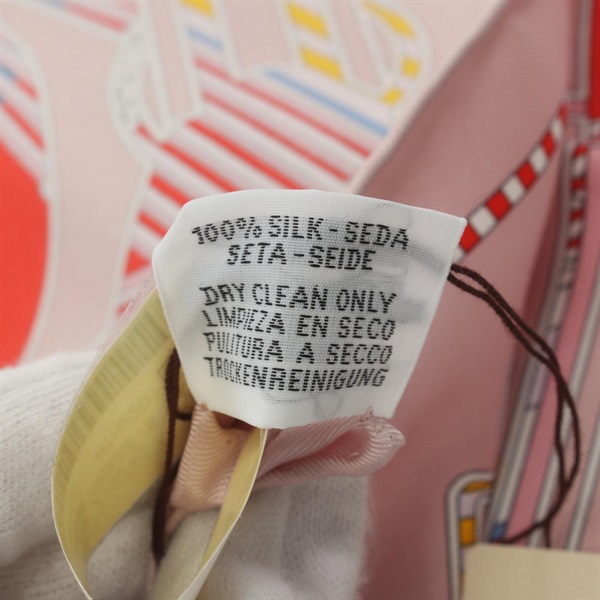 100% SILK - SEDA
SETA - SEIDE
DRY CLEAN ONLY
LIMPIEZA EN SECO
PULITURA A SECCO
TROCKENREINIGUNG